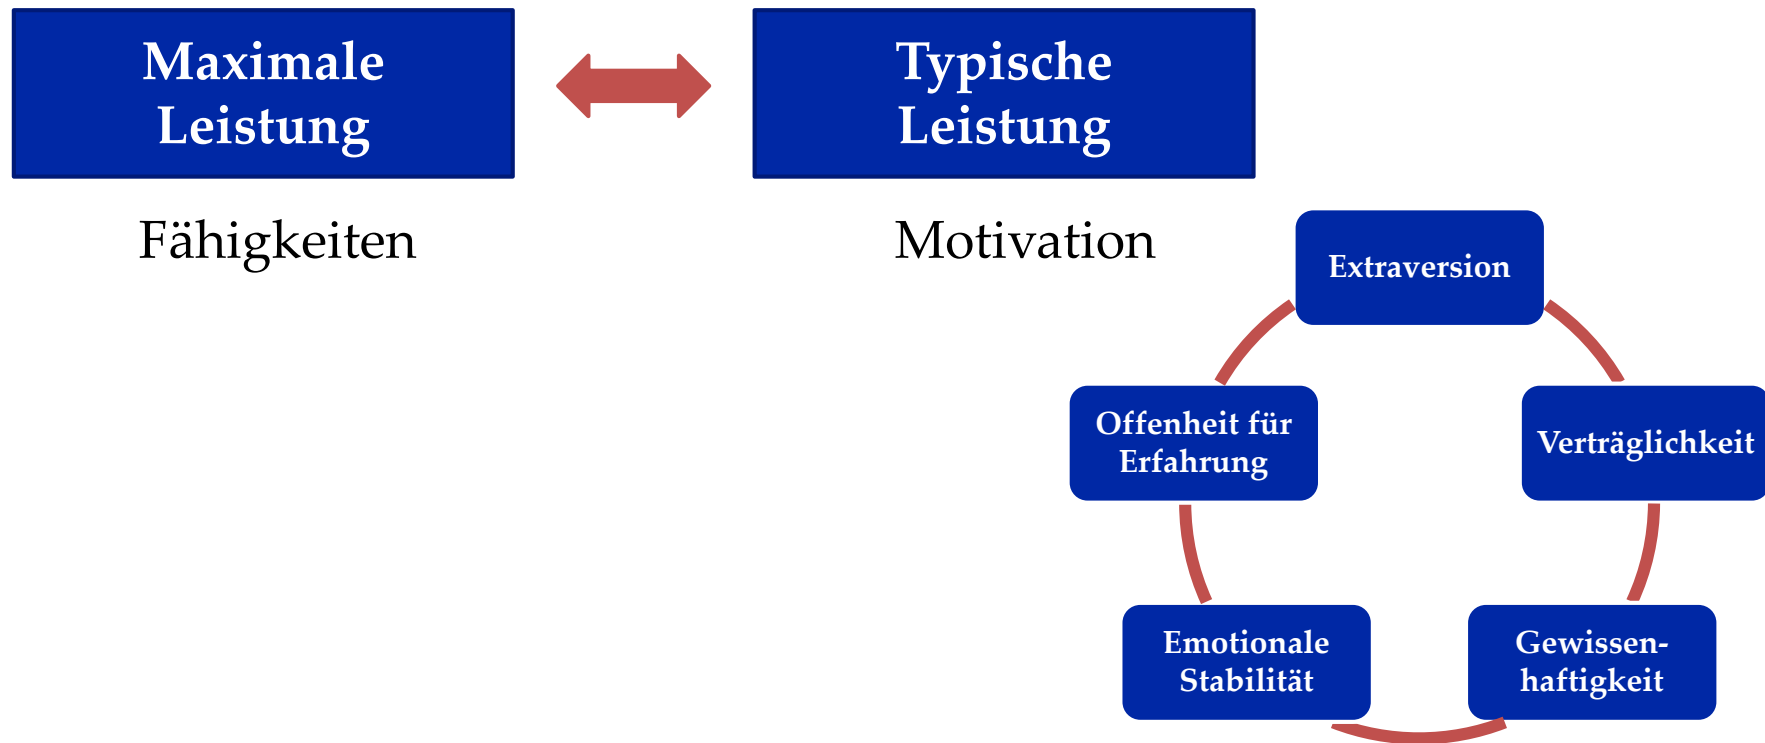 Maximale
Leistung
Typische
Leistung
Fähigkeiten
Motivation
Extraversion
Offenheit für
Erfahrung
Verträglichkeit
Emotionale
Stabilität
Gewissen-
haftigkeit